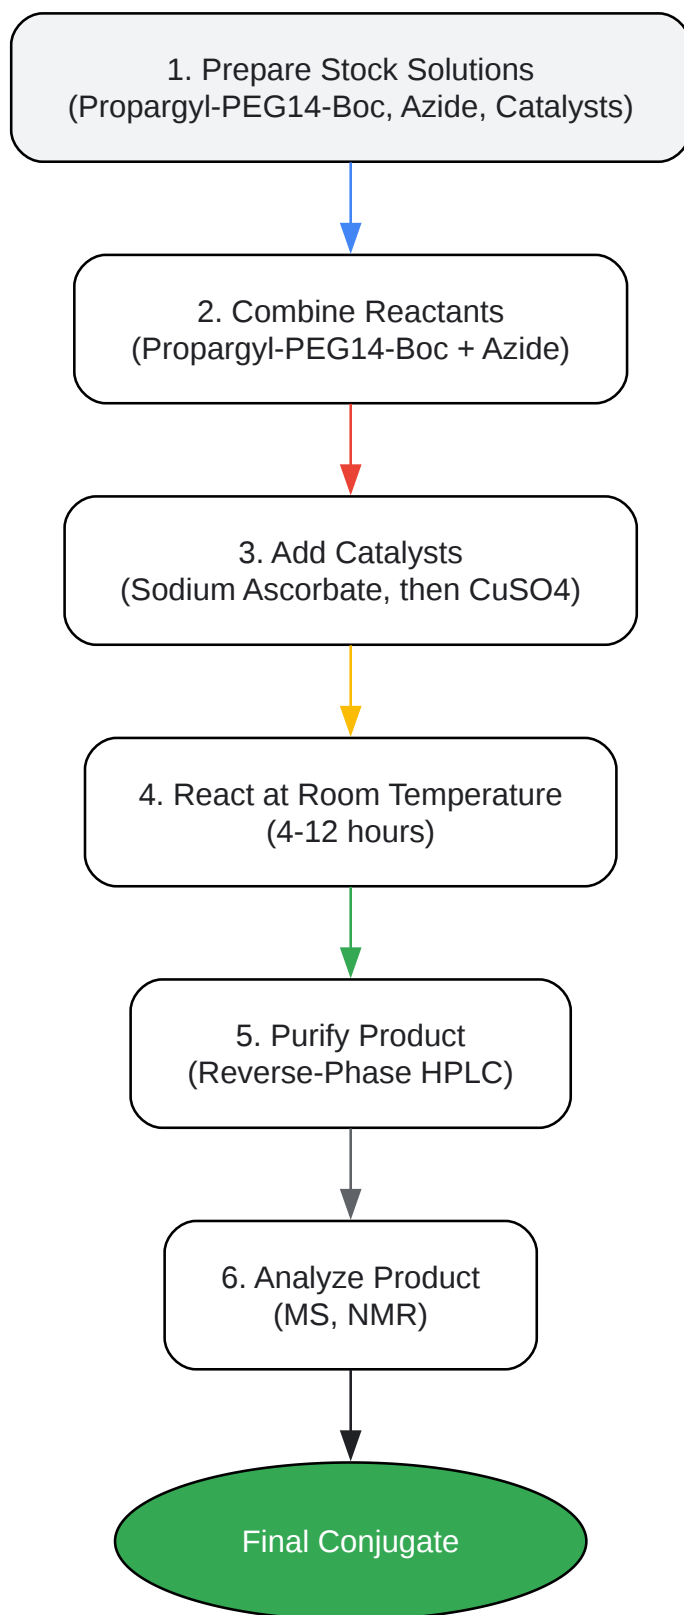 1. Prepare Stock Solutions
(Propargyl-PEG14-Boc, Azide, Catalysts)
2. Combine Reactants
(Propargyl-PEG14-Boc + Azide)
3. Add Catalysts
(Sodium Ascorbate, then CuSO4)
4. React at Room Temperature
(4-12 hours)
5. Purify Product
(Reverse-Phase HPLC)
6. Analyze Product
(MS, NMR)
Final Conjugate